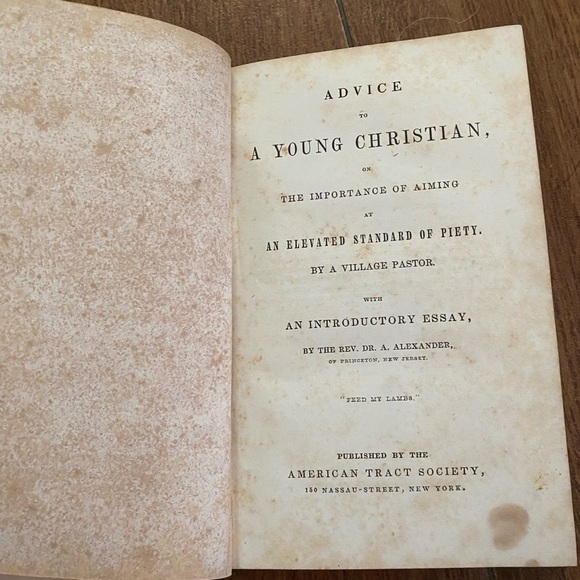 ADVICE
TO
A YOUNG CHRISTIAN,
ON
THE IMPORTANCE OF AIMING
AT
AN ELEVATED STANDARD OF PIETY.
BY A VILLAGE PASTOR.
WITH
AN INTRODUCTORY ESSAY,
BY THE REV. DR. A. ALEXANDER,
OF PRINCETON, NEW JERSEY.
"FEED MY LAMBS."
PUBLISHED BY THE
AMERICAN TRACT SOCIETY,
150 NASSAU-STREET, NEW YORK.